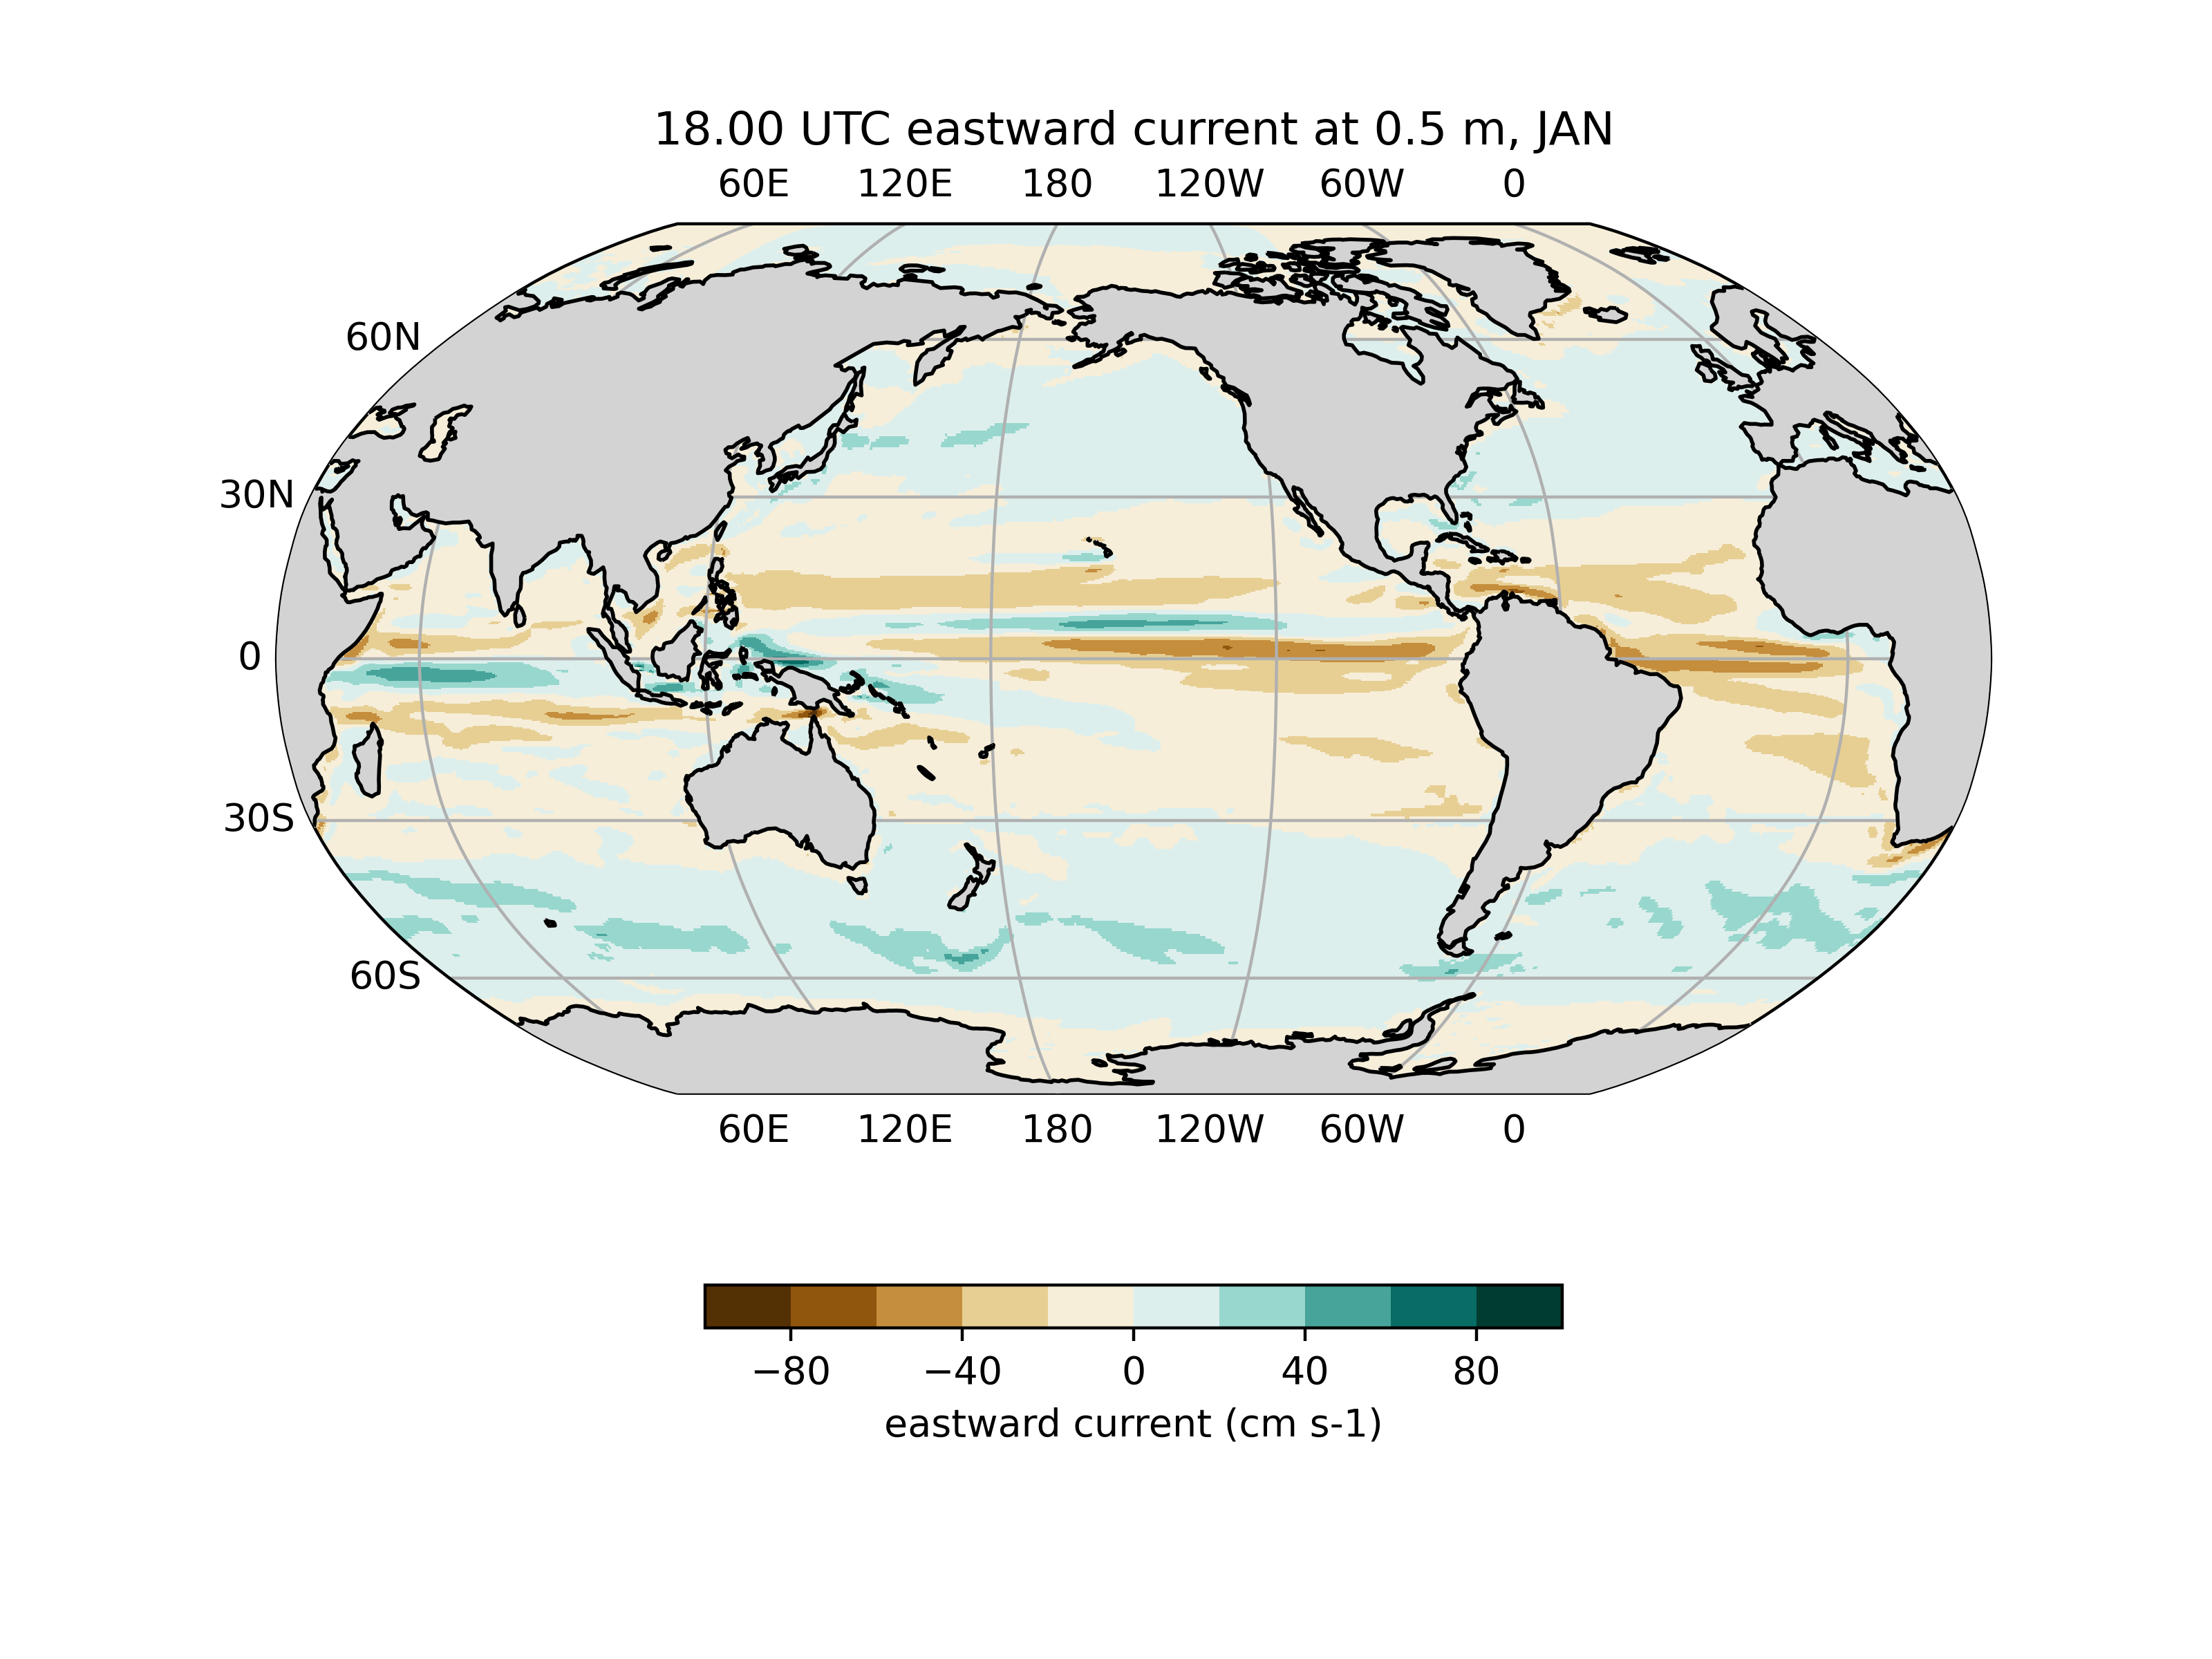 18.00 UTC eastward current at 0.5 m, JAN
60E 120E 180 120W 60W 0
60N
30N
0
30S
60S
60E 120E 180 120W 60W 0
−80 −40 0 40 80
eastward current (cm s-1)